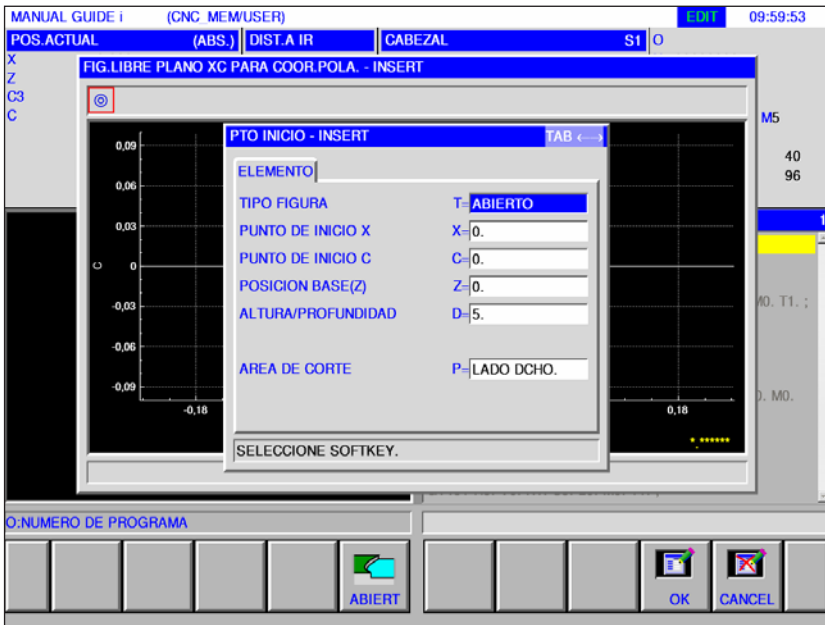 MANUAL GUIDE i (CNC_MEM/USER) EDIT 09:59:53
POS.ACTUAL (ABS.) DIST.A IR CABEZAL S1 O
X
Z
C3
C
M5
40
96
FIG.LIBRE PLANO XC PARA COOR.POLA. - INSERT
PTO INICIO - INSERT TAB
ELEMENTO
TIPO FIGURA T=ABIERTO
PUNTO DE INICIO X X=0.
PUNTO DE INICIO C C=0.
POSICION BASE(Z) Z=0.
ALTURA/PROFUNDIDAD D=5.
AREA DE CORTE P=LADO DCHO.
SELECCIONE SOFTKEY.
0,09
0,06
0,03
0
-0,03
-0,06
-0,09
C
-0,18 0,18
*.******
1
M0. T1. ;
0. M0.
O:NUMERO DE PROGRAMA
ABIERT OK CANCEL